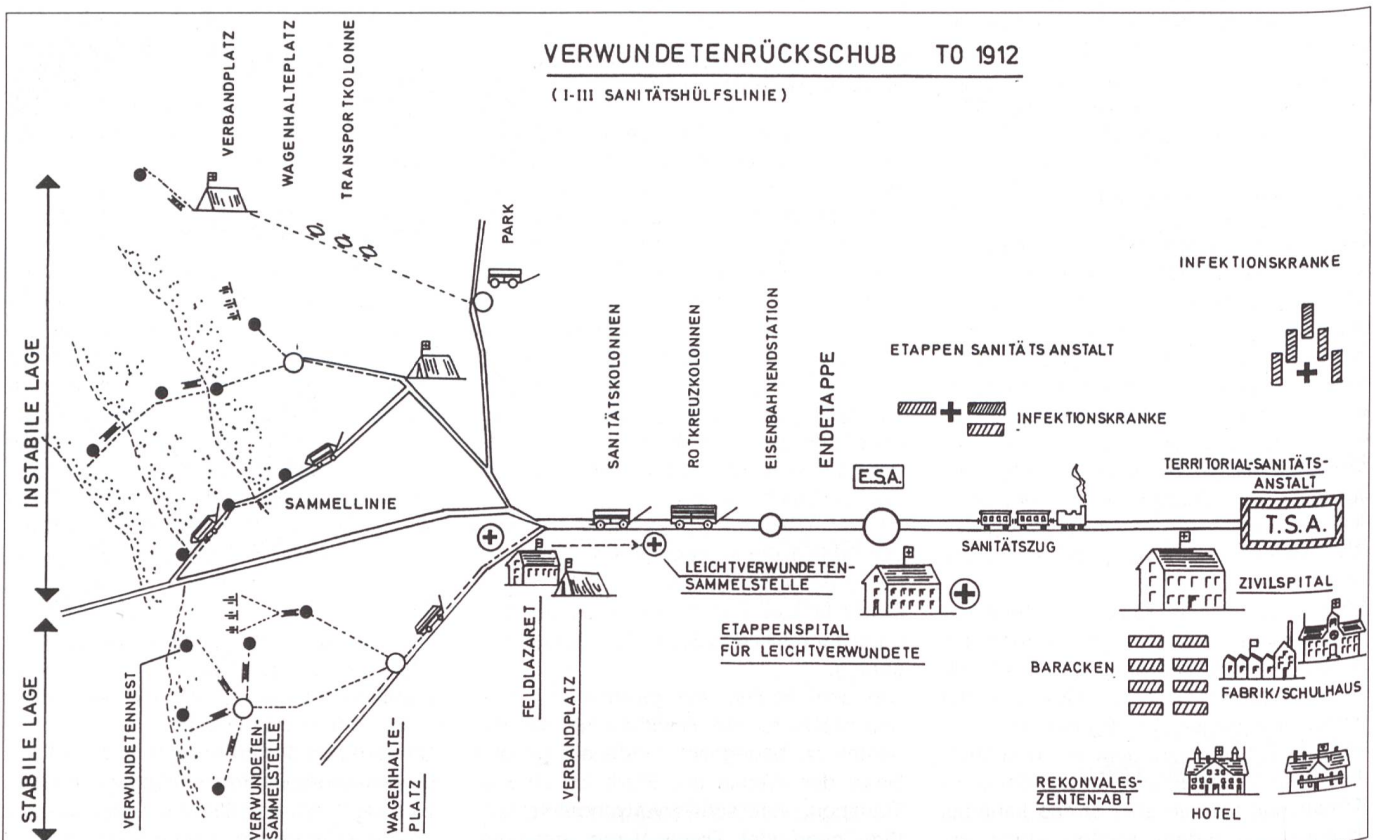 VERWUNDETENRÜCKSCHUB TO 1912
(I-III SANITÄTSHÜLFSLINIE)
VERBANDPLATZ
WAGENHALTEPLATZ
TRANSPORTKOLONNE
PARK
INSTABILE LAGE
STABILE LAGE
SAMMELLINIE
SANITÄTSKOLONNEN
ROTKREUZKOLONNEN
EISENBAHNENDSTATION
ENDETAPPE
E.S.A.
ETAPPEN SANITÄTS ANSTALT
INFEKTIONSKRANKE
INFEKTIONSKRANKE
TERRITORIAL-SANITÄTS-
ANSTALT
T.S.A.
SANITÄTSZUG
LEICHTVERWUNDETEN-
SAMMELSTELLE
ETAPPENSPITAL
FÜR LEICHTVERWUNDETE
ZIVILSPITAL
BARACKEN
FABRIK/SCHULHAUS
REKONVALES-
ZENTEN-ABT
HOTEL
VERWUNDETENNEST
VERWUNDETEN-
SAMMELSTELLE
WAGENHALTE-
PLATZ
FELDLAZARET
VERBANDPLATZ